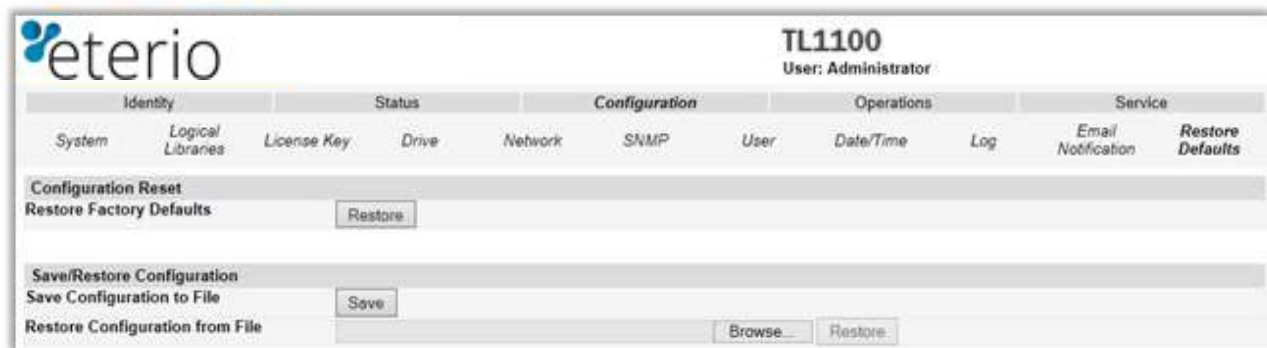 eterio
TL1100
User: Administrator
Identity Status Configuration Operations Service
System Logical Libraries License Key Drive Network SNMP User Date/Time Log Email Notification Restore Defaults
Configuration Reset
Restore Factory Defaults Restore
Save/Restore Configuration
Save Configuration to File Save
Restore Configuration from File Browse... Restore